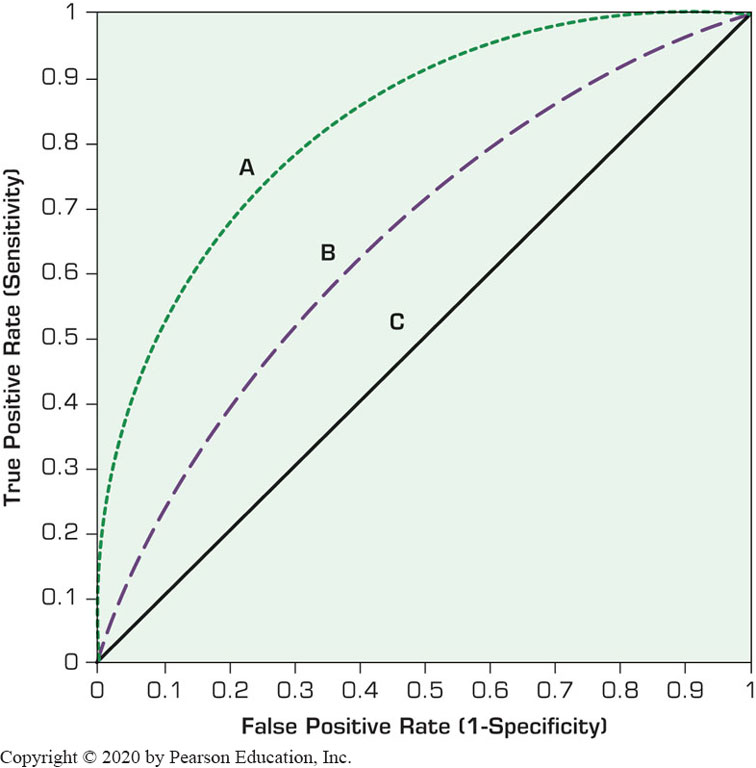 1
0.9
0.8
0.7
0.6
0.5
0.4
0.3
0.2
0.1
0
True Positive Rate (Sensitivity)
A
B
C
0 0.1 0.2 0.3 0.4 0.5 0.6 0.7 0.8 0.9 1
False Positive Rate (1-Specificity)
Copyright © 2020 by Pearson Education, Inc.